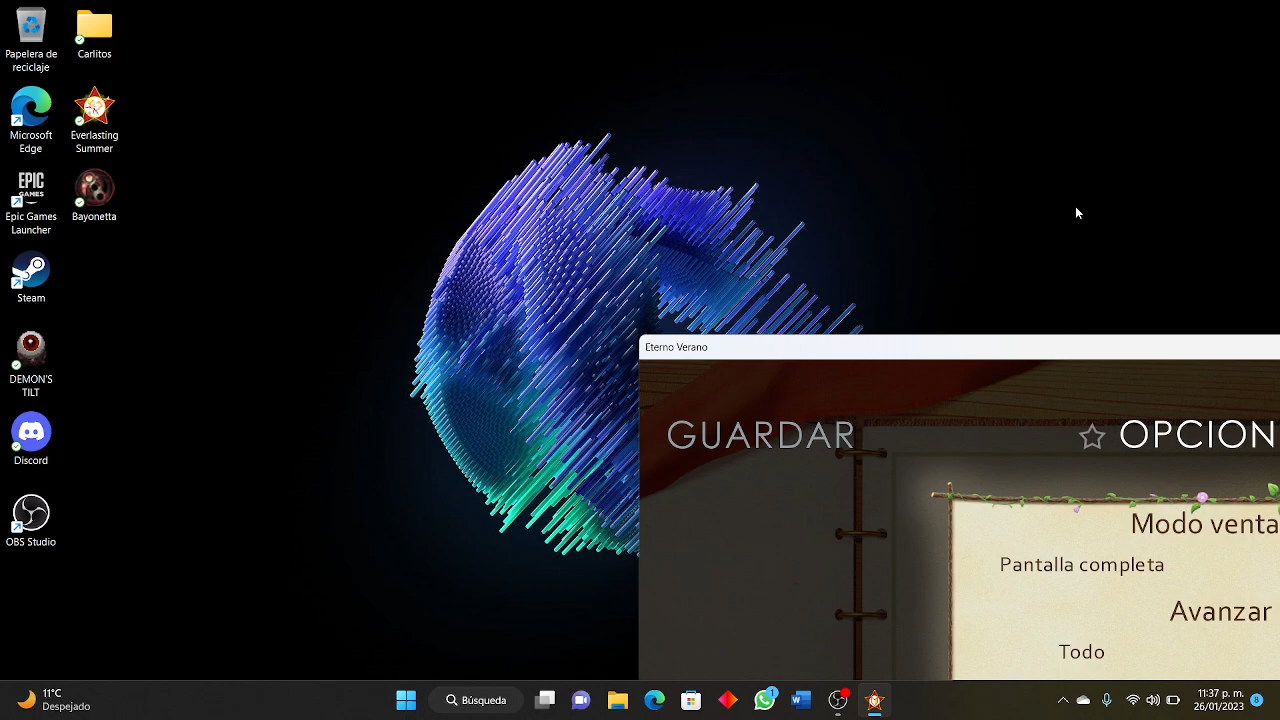 Papelera de
reciclaje
Carlitos
Microsoft
Edge
Everlasting
Summer
EPIC
GAMES
Epic Games
Launcher
Bayonetta
Steam
DEMON'S
TILT
Discord
OBS Studio
Eterno Verano
GUARDAR
OPCION
Modo venta
Pantalla completa
Avanzar
Todo
11°C
Despejado
Búsqueda
1
11:37 p. m.
26/01/2023
8